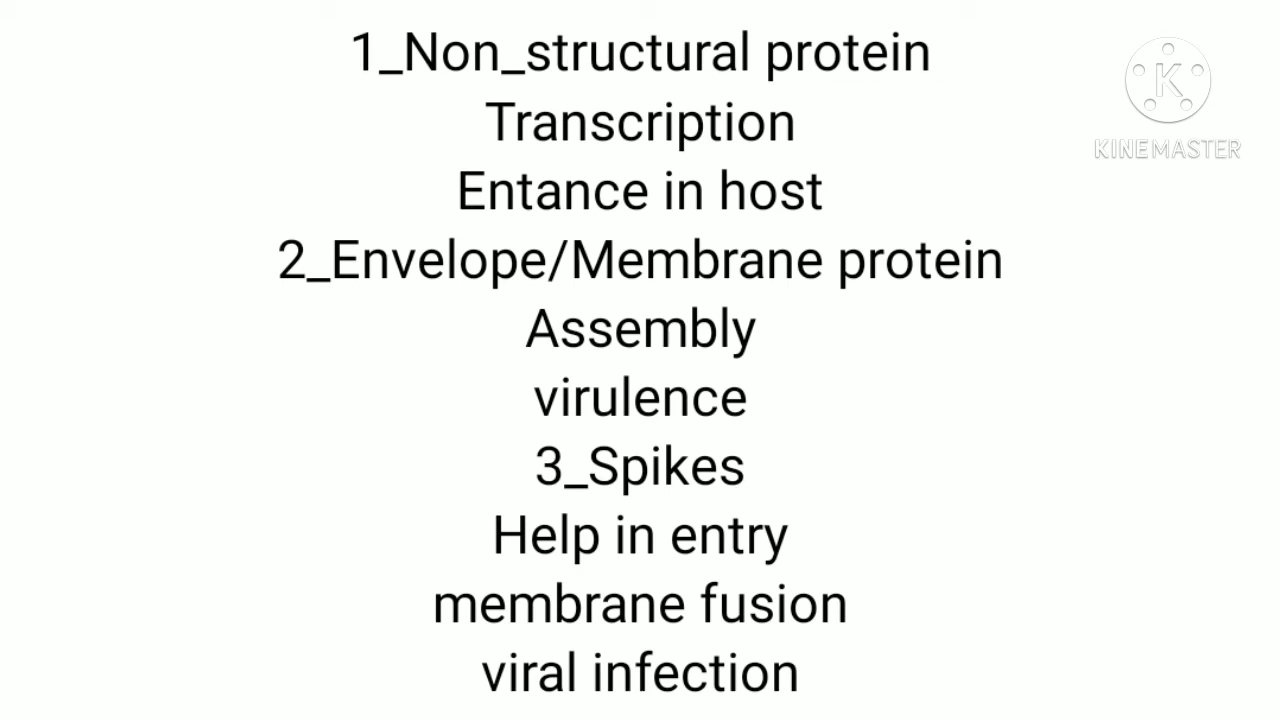 1_Non_structural protein
Transcription
Entance in host
2_Envelope/Membrane protein
Assembly
virulence
3_Spikes
Help in entry
membrane fusion
viral infection
K
KINEMASTER